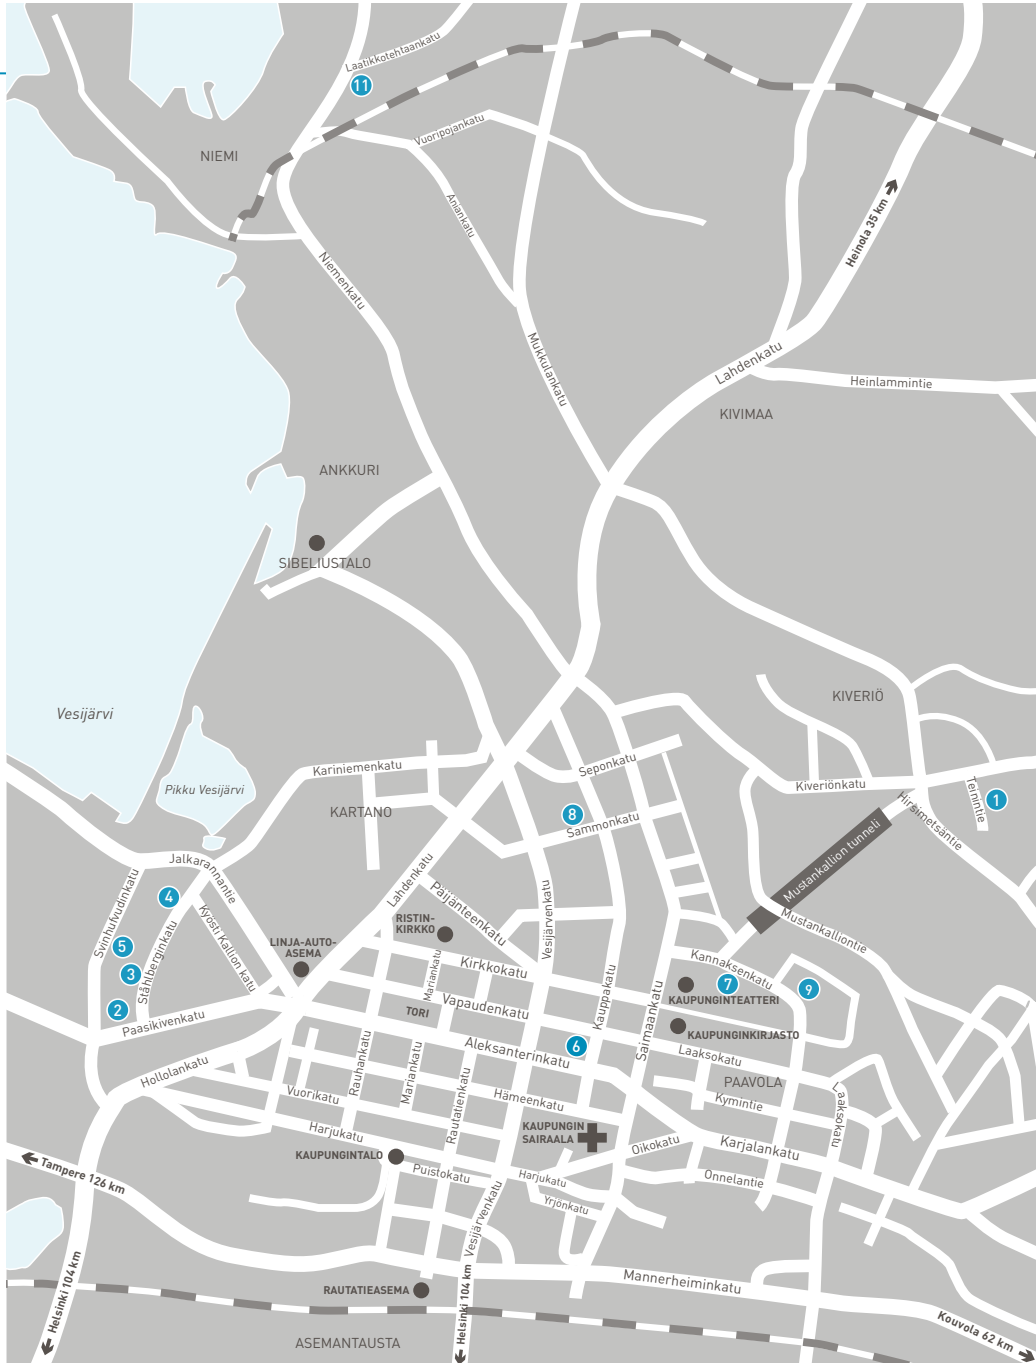 Laatikkotehtaankatu
11
Vuoripojankatu
NIEMI
Aniankatu
Heinola 35 km
Niemenkatu
Mukkulankatu
Lahdenkatu
Heinlammintie
KIVIMAA
ANKKURI
SIBELIUSTALO
KIVERIÖ
Vesijärvi
Kariniemenkatu
Seponkatu
Pikku Vesijärvi
Kiveriönkatu
Teinintie
1
KARTANO
8
Sammonkatu
Hirsimetsäntie
Mustankallion tunneli
Jalkarannantie
Lahdenkatu
Päijänteenkatu
Svinhufvudinkatu
4
Kyösti Kallion katu
Ståhlberginkatu
RISTIN-
KIRKKO
Vesijärvenkatu
Mustankalliontie
5
LINJA-AUTO-
ASEMA
Kirkkokatu
Mariankatu
Kannaksenkatu
3
7
9
KAUPUNGINTEATTERI
2
Paasikivenkatu
TORI
Vapaudenkatu
Kauppakatu
Saimaankatu
KAUPUNGINKIRJASTO
Aleksanterinkatu
6
Laaksokatu
Hollolankatu
Rauhankatu
Mariankatu
PAAVOLA
Vuorikatu
Rautatienkatu
Hämeenkatu
Kymintie
Laaksokatu
Harjukatu
KAUPUNGIN
SAIRAALA
Oikokatu
Karjalankatu
KAUPUNGINTALO
Puistokatu
Harjukatu
Onnelantie
Tampere 126 km
Yrjönkatu
Vesijärvenkatu
Helsinki 104 km
Helsinki 104 km
Mannerheiminkatu
RAUTATIEASEMA
Kouvola 62 km
ASEMANTAUSTA